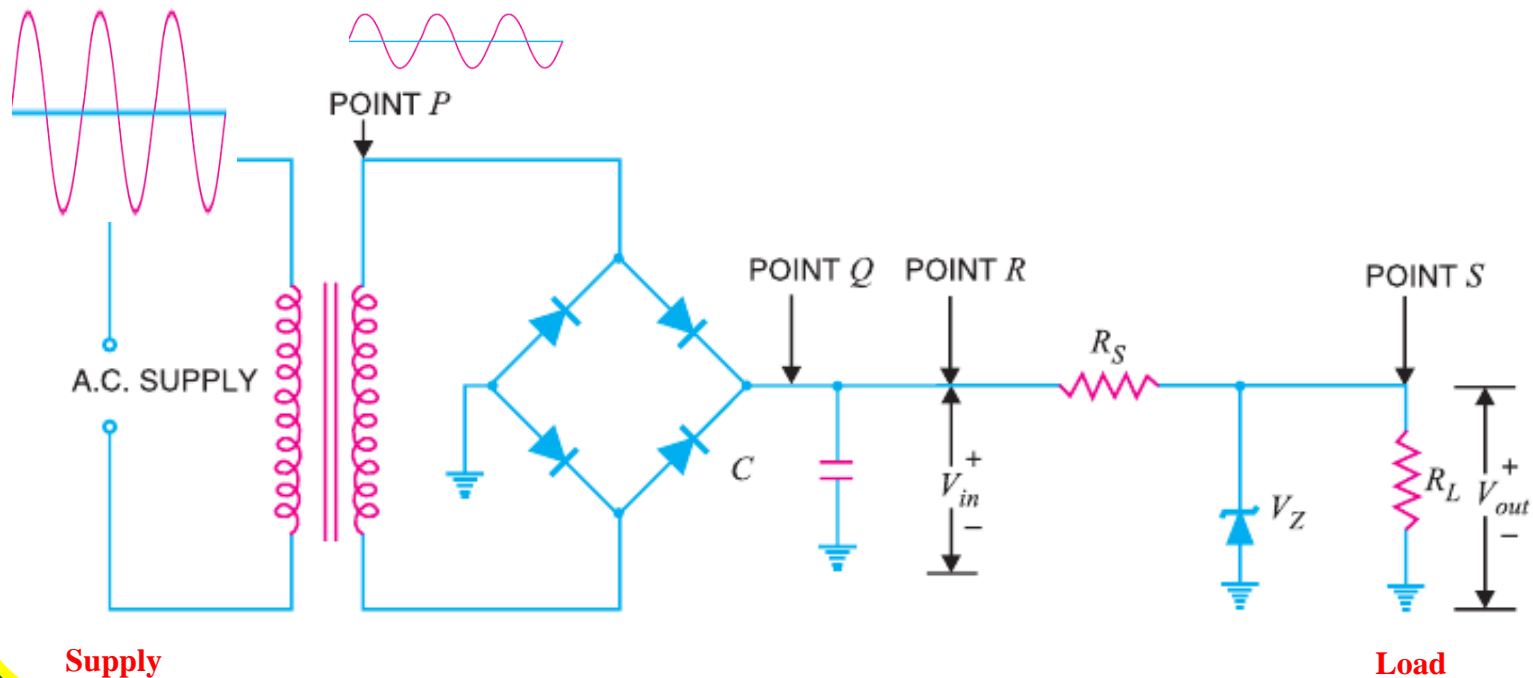 POINT P
POINT Q
POINT R
POINT S
R_S
A.C. SUPPLY
C
+
V_in
−
V_Z
R_L
+
V_out
−
Supply
Load